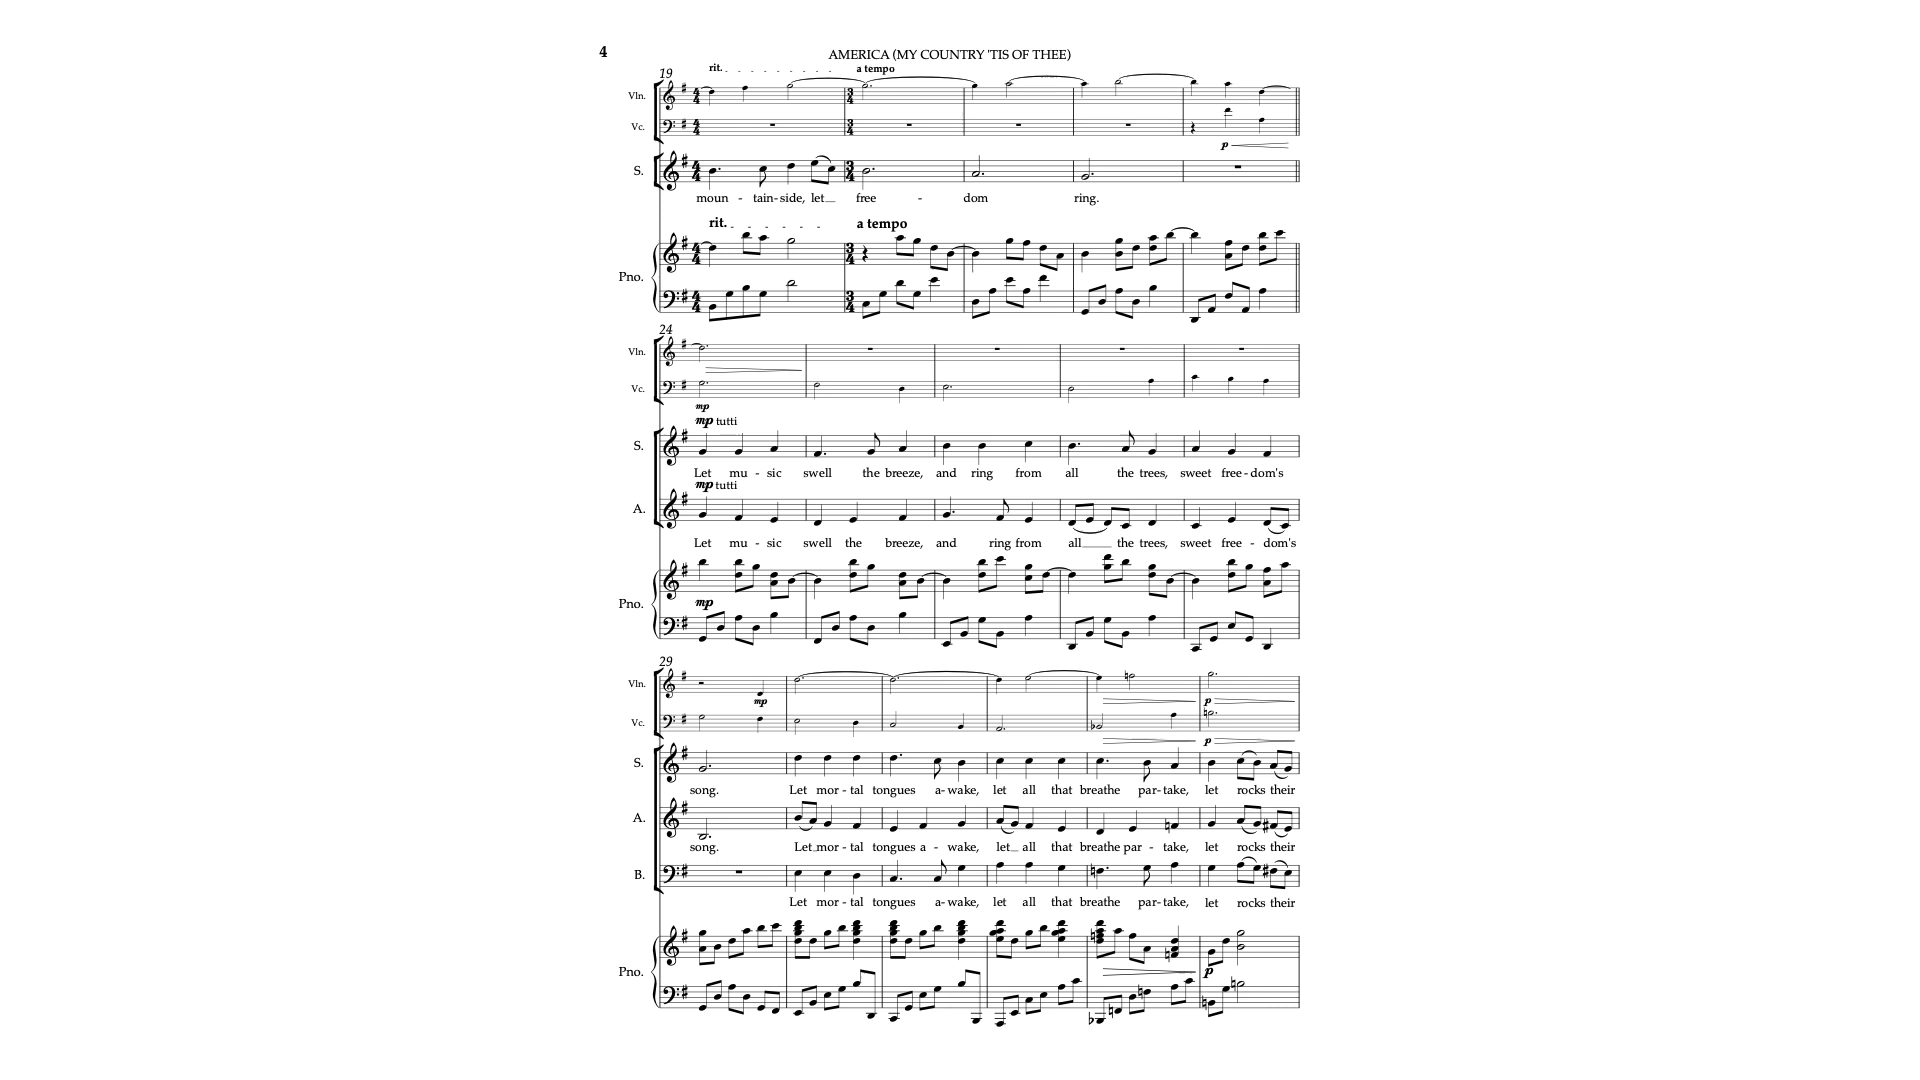 4
AMERICA (MY COUNTRY 'TIS OF THEE)
rit. a tempo
19
Vln.
Vc.
p
S.
moun - tain-side, let_ free - dom ring.
rit. a tempo
Pno.
24
Vln.
Vc.
mp
mp tutti
S.
Let mu - sic swell the breeze, and ring from all the trees, sweet free-dom's
mp tutti
A.
Let mu - sic swell the breeze, and ring from all_ the trees, sweet free - dom's
mp
Pno.
29
Vln.
mp p
Vc.
p
S.
song. Let mor - tal tongues a-wake, let all that breathe par-take, let rocks their
A.
song. Let_mor - tal tongues a - wake, let_ all that breathe par - take, let rocks their
B.
Let mor - tal tongues a-wake, let all that breathe par-take, let rocks their
Pno.
p